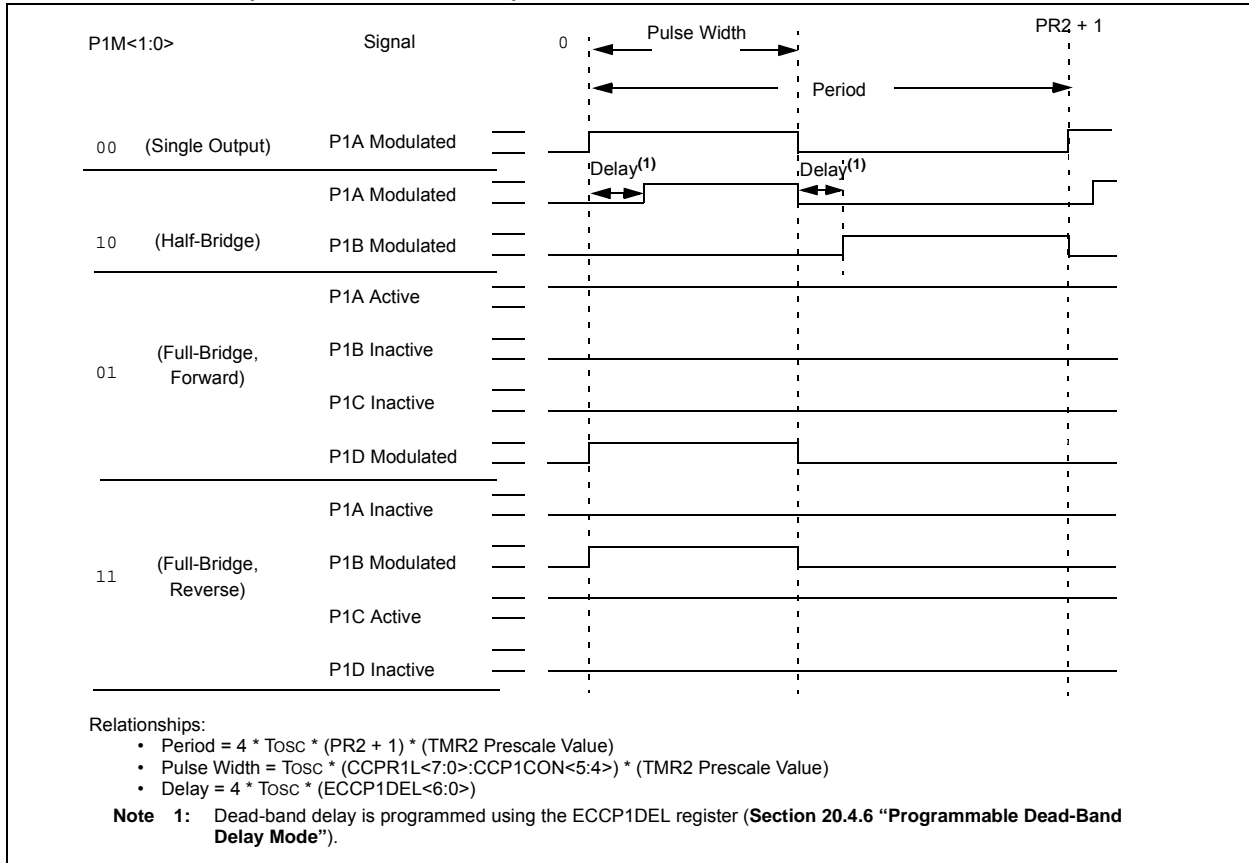 P1M<1:0> Signal 0 Pulse Width PR2 + 1
Period
00 (Single Output) P1A Modulated
Delay(1) Delay(1)
P1A Modulated
10 (Half-Bridge) P1B Modulated
P1A Active
01 (Full-Bridge, Forward) P1B Inactive
P1C Inactive
P1D Modulated
P1A Inactive
11 (Full-Bridge, Reverse) P1B Modulated
P1C Active
P1D Inactive
Relationships:
• Period = 4 * TOSC * (PR2 + 1) * (TMR2 Prescale Value)
• Pulse Width = TOSC * (CCPR1L<7:0>:CCP1CON<5:4>) * (TMR2 Prescale Value)
• Delay = 4 * TOSC * (ECCP1DEL<6:0>)
Note 1: Dead-band delay is programmed using the ECCP1DEL register (Section 20.4.6 “Programmable Dead-Band
Delay Mode”).